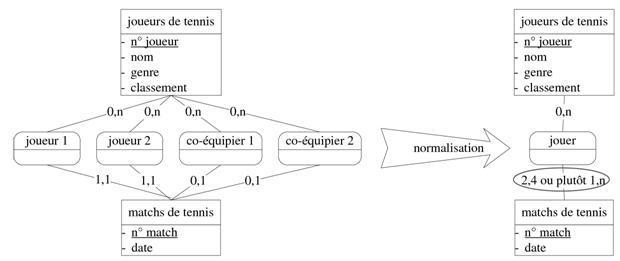 joueurs de tennis
- n° joueur
- nom
- genre
- classement
0,n 0,n 0,n 0,n
joueur 1 joueur 2 co-équipier 1 co-équipier 2
1,1 1,1 0,1 0,1
matchs de tennis
- n° match
- date
normalisation
joueurs de tennis
- n° joueur
- nom
- genre
- classement
0,n
jouer
2,4 ou plutôt 1,n
matchs de tennis
- n° match
- date